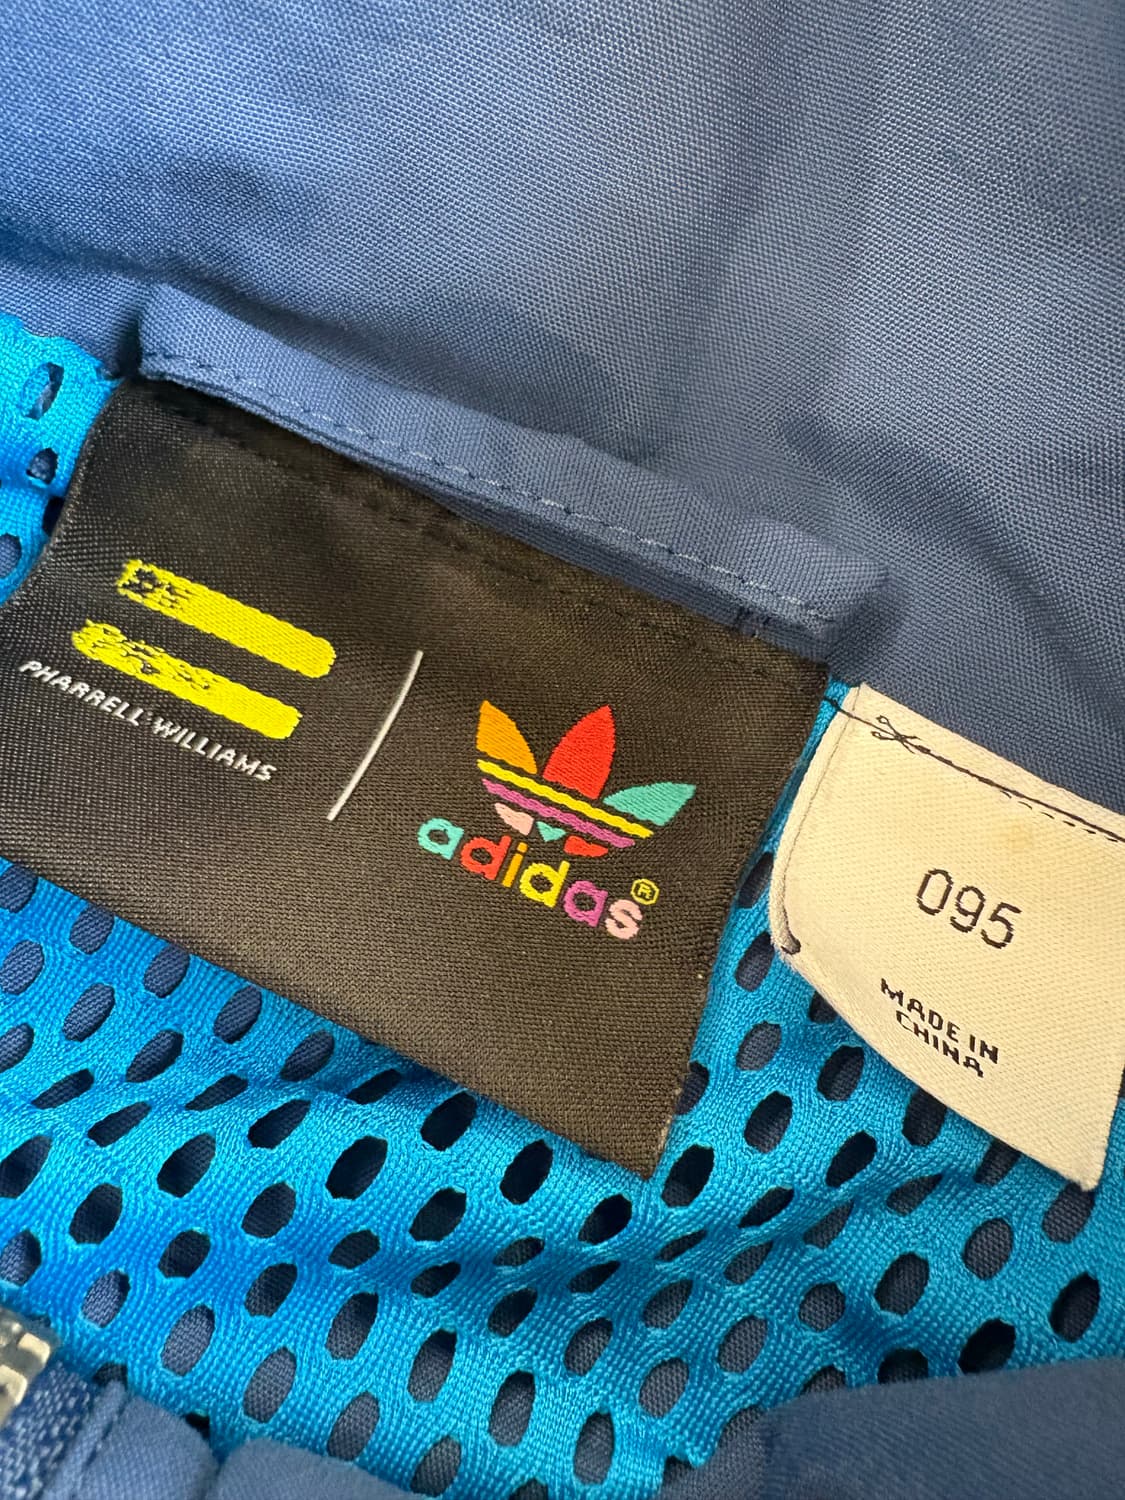 PHARRELL WILLIAMS
adidas®
095
MADE IN
CHINA